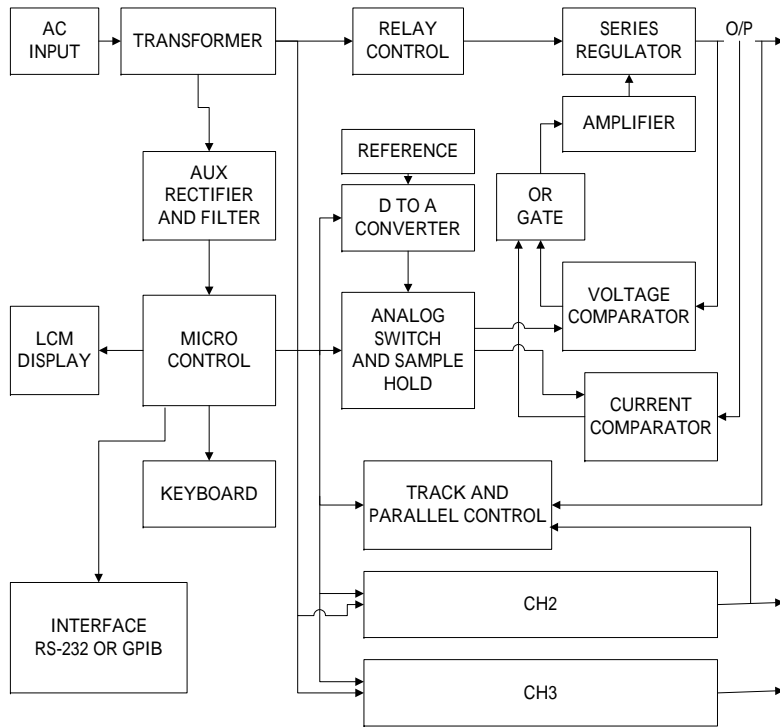 AC
INPUT
TRANSFORMER
RELAY
CONTROL
SERIES
REGULATOR
O/P
AMPLIFIER
REFERENCE
AUX
RECTIFIER
AND FILTER
D TO A
CONVERTER
OR
GATE
LCM
DISPLAY
MICRO
CONTROL
ANALOG
SWITCH
AND SAMPLE
HOLD
VOLTAGE
COMPARATOR
CURRENT
COMPARATOR
KEYBOARD
TRACK AND
PARALLEL CONTROL
INTERFACE
RS-232 OR GPIB
CH2
CH3